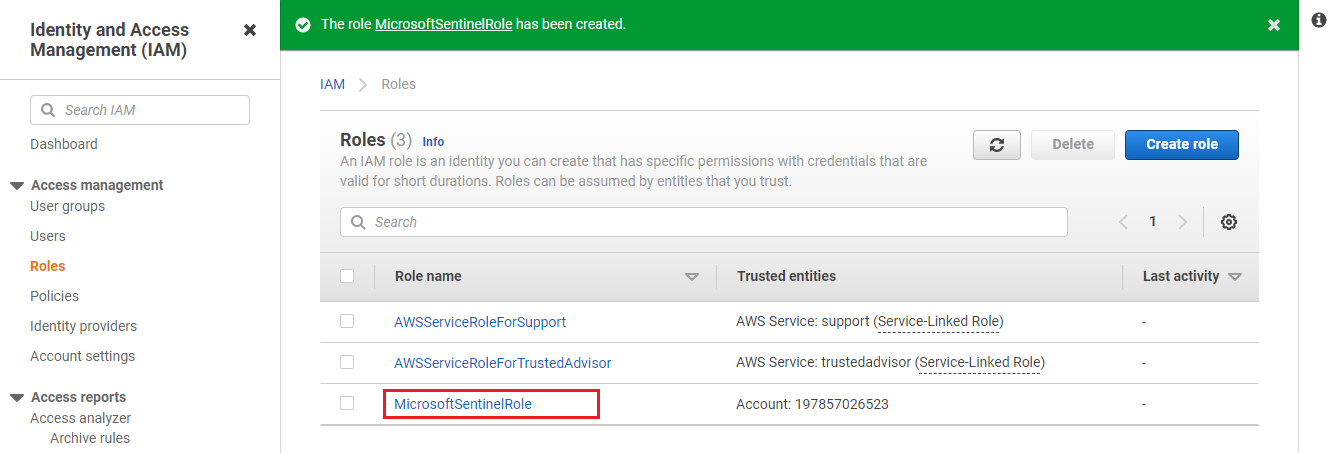 Identity and Access
Management (IAM)
Search IAM
Dashboard
Access management
User groups
Users
Roles
Policies
Identity providers
Account settings
Access reports
Access analyzer
Archive rules
The role MicrosoftSentinelRole has been created.
IAM Roles
Roles (3) Info
An IAM role is an identity you can create that has specific permissions with credentials that are
valid for short durations. Roles can be assumed by entities that you trust.
Delete
Create role
Search
1
Role name Trusted entities Last activity
AWSServiceRoleForSupport AWS Service: support (Service-Linked Role) -
AWSServiceRoleForTrustedAdvisor AWS Service: trustedadvisor (Service-Linked Role) -
MicrosoftSentinelRole Account: 197857026523 -